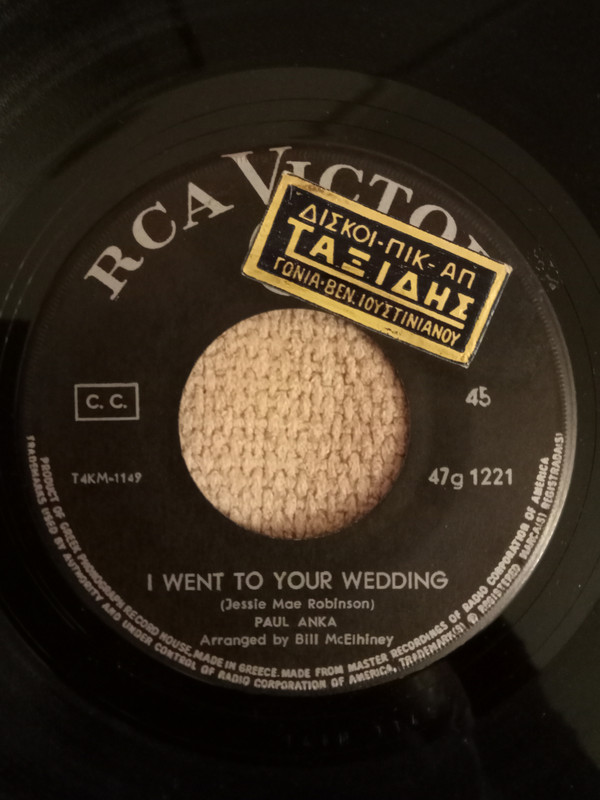 RCA VICTOR
ΔΙΣΚΟΙ-ΠΙΚ-ΑΠ
ΤΑΞΙΔΗΣ
ΓΩΝΙΑ·ΒΕΝ.ΙΟΥΣΤΙΝΙΑΝΟΥ
C. C.
45
T4KM-1149
47g 1221
I WENT TO YOUR WEDDING
(Jessie Mae Robinson)
PAUL ANKA
Arranged by Bill McElhiney
PRODUCT OF GREEK PHONOGRAPH RECORD HOUSE. MADE IN GREECE. MADE FROM MASTER RECORDINGS OF RADIO CORPORATION OF AMERICA
TRADEMARKS USED BY AUTHORITY AND UNDER CONTROL OF RADIO CORPORATION OF AMERICA, TRADEMARK(S) ® REGISTERED MARCA(S) REGISTRADA(S)